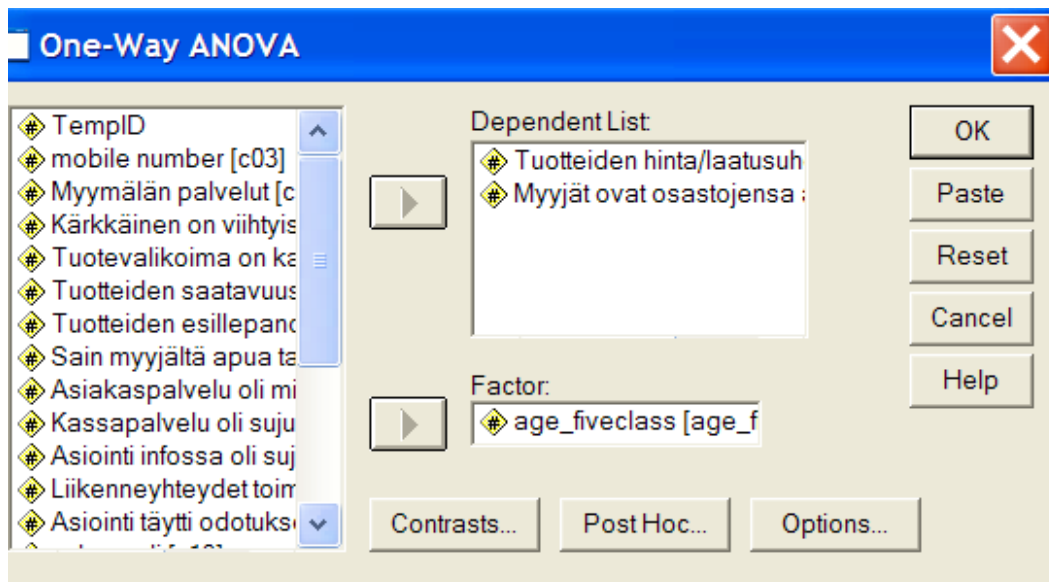 One-Way ANOVA
TempID
mobile number [c03]
Myymälän palvelut [c
Kärkkäinen on viihtyis
Tuotevalikoima on ka
Tuotteiden saatavuus
Tuotteiden esillepano
Sain myyjältä apua ta
Asiakaspalvelu oli mi
Kassapalvelu oli suju
Asiointi infossa oli suj
Liikenneyhteydet toim
Asiointi täytti odotukse
Dependent List:
Tuotteiden hinta/laatusuh
Myyjät ovat osastojensa
Factor:
age_fiveclass [age_f
Contrasts...
Post Hoc...
Options...
OK
Paste
Reset
Cancel
Help